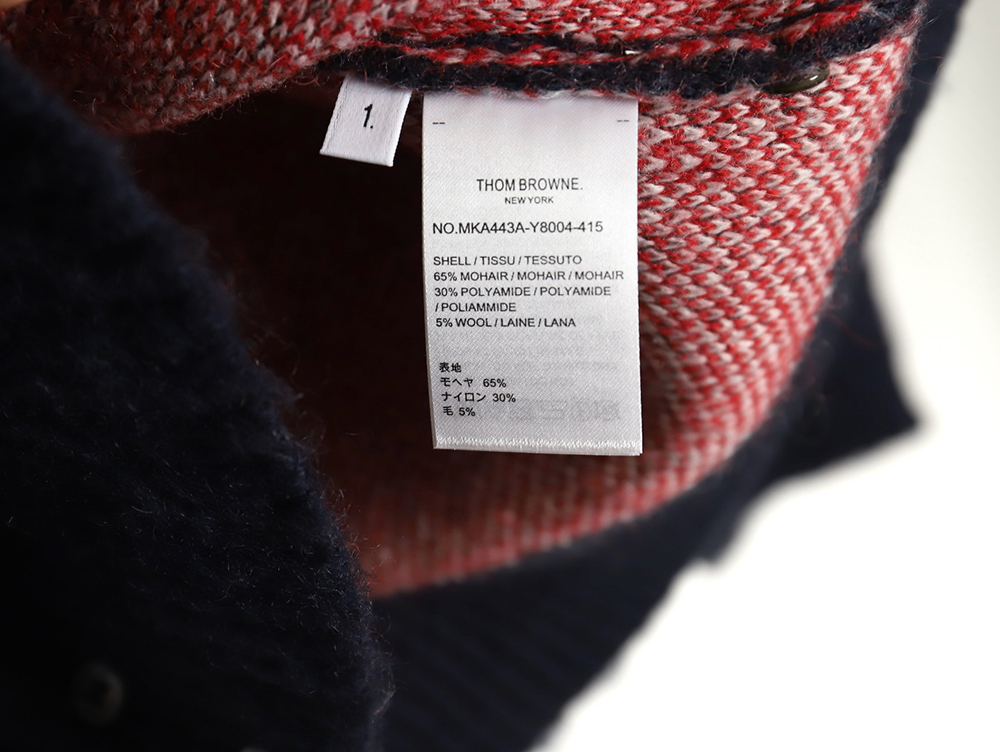 1.
THOM BROWNE.
NEW YORK
NO.MKA443A-Y8004-415
SHELL / TISSU / TESSUTO
65% MOHAIR / MOHAIR / MOHAIR
30% POLYAMIDE / POLYAMIDE
/ POLIAMMIDE
5% WOOL / LAINE / LANA
表地
モヘヤ 65%
ナイロン 30%
毛 5%